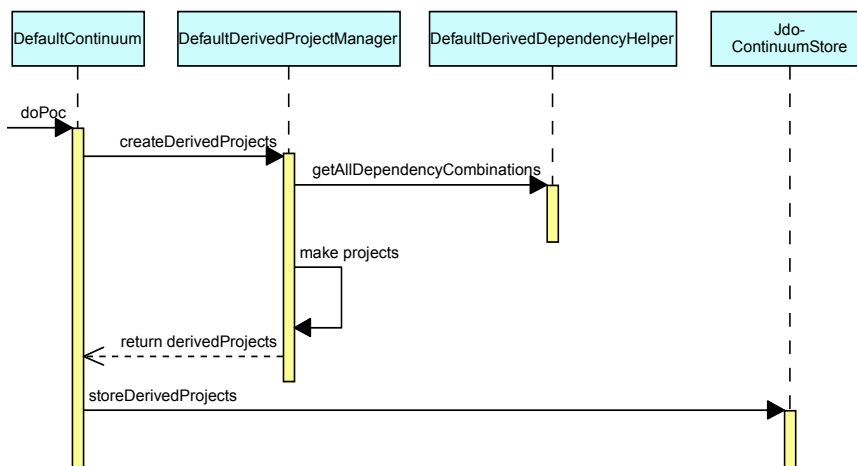 DefaultContinuum
DefaultDerivedProjectManager
DefaultDerivedDependencyHelper
Jdo-
ContinuumStore
doPoc
createDerivedProjects
getAllDependencyCombinations
make projects
return derivedProjects
storeDerivedProjects